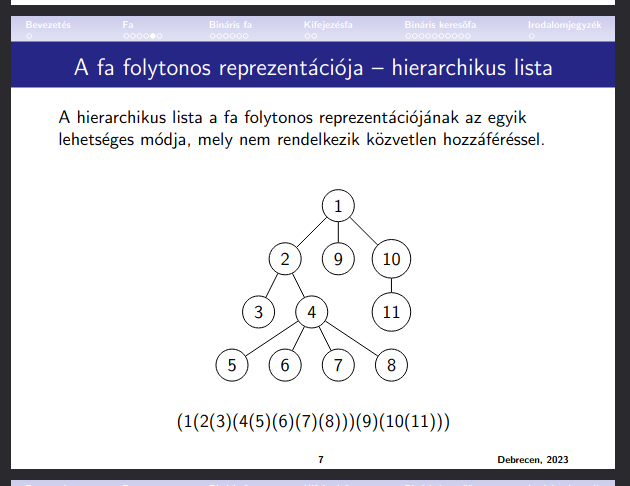 Bevezetés Fa Bináris fa Kifejezésfa Bináris keresőfa Irodalomjegyzék
A fa folytonos reprezentációja – hierarchikus lista
A hierarchikus lista a fa folytonos reprezentációjának az egyik
lehetséges módja, mely nem rendelkezik közvetlen hozzáféréssel.
1
2 9 10
3 4 11
5 6 7 8
(1(2(3)(4(5)(6)(7)(8)))(9)(10(11)))
7 Debrecen, 2023